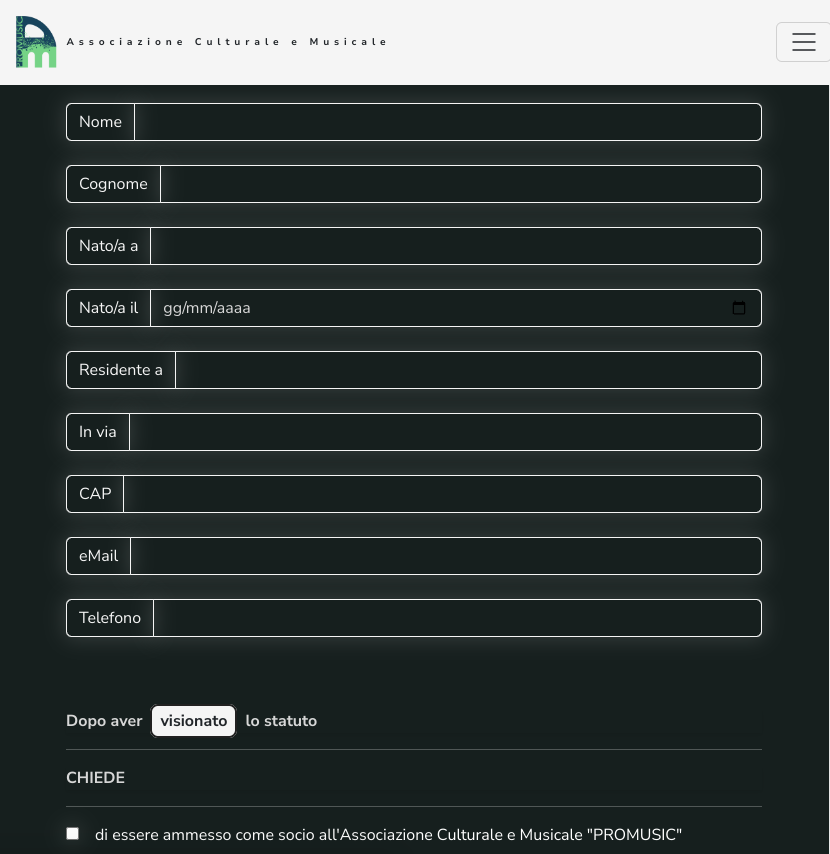 PROMUSIC
Associazione Culturale e Musicale
Nome
Cognome
Nato/a a
Nato/a il gg/mm/aaaa
Residente a
In via
CAP
eMail
Telefono
Dopo aver visionato lo statuto
CHIEDE
di essere ammesso come socio all'Associazione Culturale e Musicale "PROMUSIC"